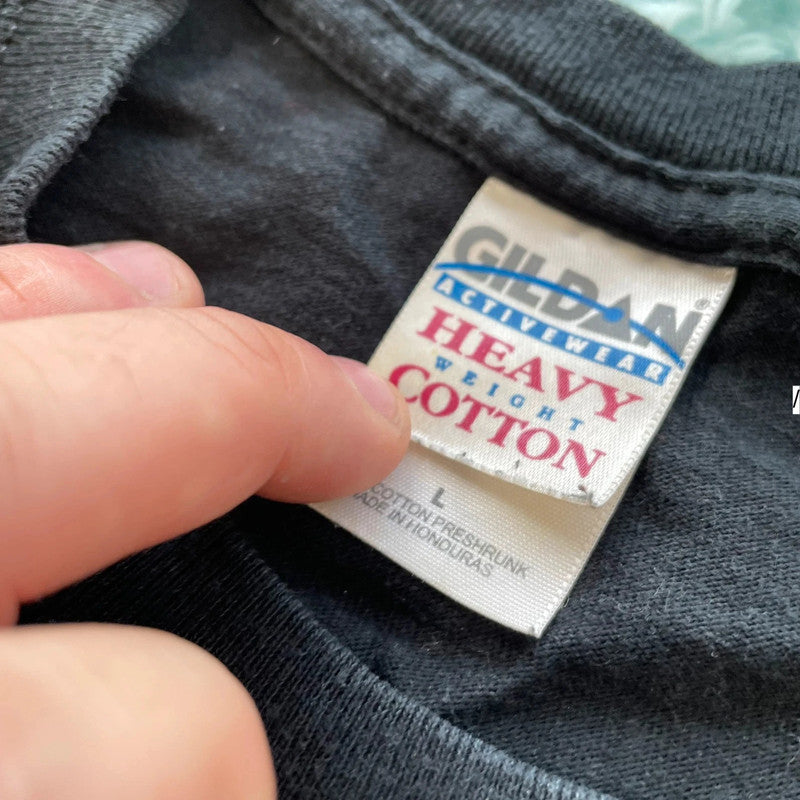 GILDAN®
ACTIVEWEAR
HEAVY
WEIGHT
COTTON
L
COTTON PRESHRUNK
MADE IN HONDURAS
/